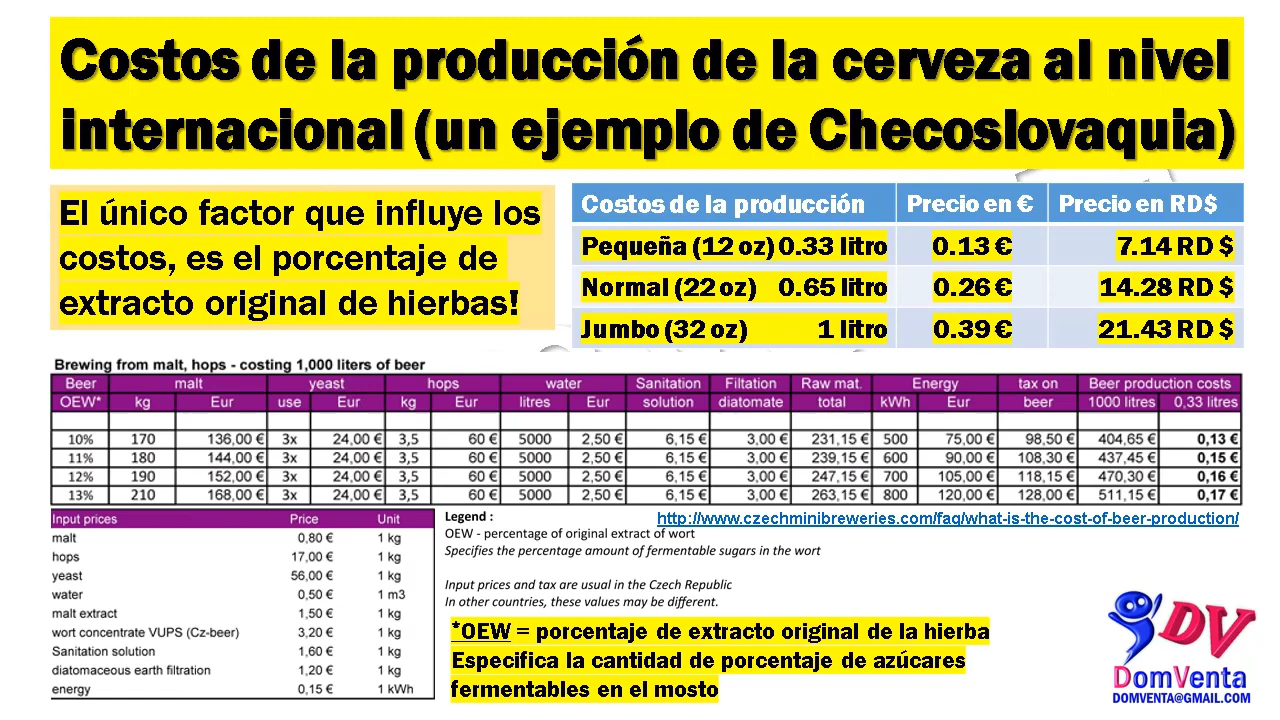 Costos de la producción de la cerveza al nivel
internacional (un ejemplo de Checoslovaquia)
El único factor que influye los
costos, es el porcentaje de
extracto original de hierbas!
Costos de la producción Precio en € Precio en RD$
Pequeña (12 oz) 0.33 litro 0.13 € 7.14 RD $
Normal (22 oz) 0.65 litro 0.26 € 14.28 RD $
Jumbo (32 oz) 1 litro 0.39 € 21.43 RD $
Brewing from malt, hops - costing 1,000 liters of beer
Beer malt yeast hops water Sanitation Filtation Raw mat. Energy tax on Beer production costs
OEW* kg Eur use Eur kg Eur litres Eur solution diatomate total kWh Eur beer 1000 litres 0,33 litres
10% 170 136,00 € 3x 24,00 € 3,5 60 € 5000 2,50 € 6,15 € 3,00 € 231,15 € 500 75,00 € 98,50 € 404,65 € 0,13 €
11% 180 144,00 € 3x 24,00 € 3,5 60 € 5000 2,50 € 6,15 € 3,00 € 239,15 € 600 90,00 € 108,30 € 437,45 € 0,15 €
12% 190 152,00 € 3x 24,00 € 3,5 60 € 5000 2,50 € 6,15 € 3,00 € 247,15 € 700 105,00 € 118,15 € 470,30 € 0,16 €
13% 210 168,00 € 3x 24,00 € 3,5 60 € 5000 2,50 € 6,15 € 3,00 € 263,15 € 800 120,00 € 128,00 € 511,15 € 0,17 €
Input prices Price Unit
malt 0,80 € 1 kg
hops 17,00 € 1 kg
yeast 56,00 € 1 kg
water 0,50 € 1 m3
malt extract 1,50 € 1 kg
wort concentrate VUPS (Cz-beer) 3,20 € 1 kg
Sanitation solution 1,60 € 1 kg
diatomaceous earth filtration 1,20 € 1 kg
energy 0,15 € 1 kWh
Legend :
http://www.czechminibreweries.com/faq/what-is-the-cost-of-beer-production/
OEW - percentage of original extract of wort
Specifies the percentage amount of fermentable sugars in the wort
Input prices and tax are usual in the Czech Republic
In other countries, these values may be different.
*OEW = porcentaje de extracto original de la hierba
Especifica la cantidad de porcentaje de azúcares
fermentables en el mosto
DV
DomVenta
DOMVENTA@GMAIL.COM